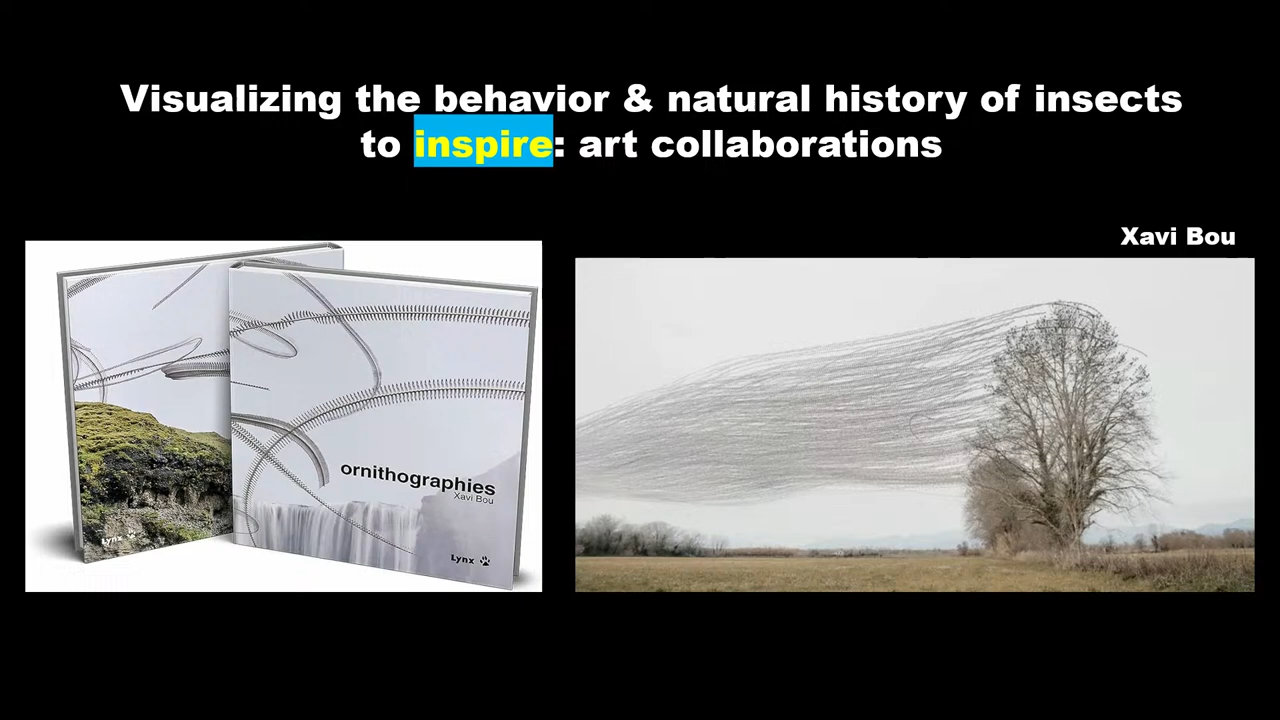 Visualizing the behavior & natural history of insects
to inspire: art collaborations
Xavi Bou
ornithographies
Xavi Bou
Lynx
Lynx